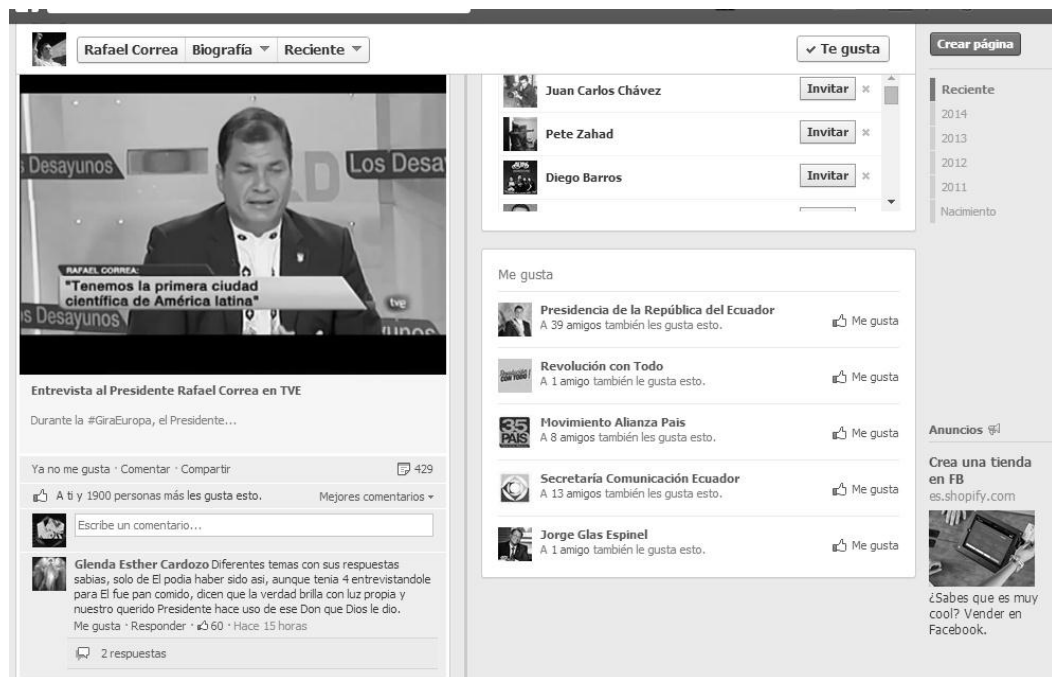 Rafael Correa Biografía Reciente
Te gusta
Crear página
s Desayunos
Los Desa
RAFAEL CORREA:
"Tenemos la primera ciudad
científica de América latina"
tve
s Desayunos
Entrevista al Presidente Rafael Correa en TVE
Durante la #GiraEuropa, el Presidente...
Ya no me gusta · Comentar · Compartir 429
A ti y 1900 personas más les gusta esto. Mejores comentarios
Escribe un comentario...
Glenda Esther Cardozo Diferentes temas con sus respuestas
sabias, solo de El podia haber sido asi, aunque tenia 4 entrevistandole
para El fue pan comido, dicen que la verdad brilla con luz propia y
nuestro querido Presidente hace uso de ese Don que Dios le dio.
Me gusta · Responder · 60 · Hace 15 horas
2 respuestas
Juan Carlos Chávez Invitar ×
Pete Zahad Invitar ×
Diego Barros Invitar ×
Me gusta
Presidencia de la República del Ecuador
A 39 amigos también les gusta esto. Me gusta
Revolución con Todo
A 1 amigo también le gusta esto. Me gusta
35
PAIS
Movimiento Alianza Pais
A 8 amigos también les gusta esto. Me gusta
Secretaría Comunicación Ecuador
A 13 amigos también les gusta esto. Me gusta
Jorge Glas Espinel
A 1 amigo también le gusta esto. Me gusta
Reciente
2014
2013
2012
2011
Nacimiento
Anuncios
Crea una tienda
en FB
es.shopify.com
¿Sabes que es muy
cool? Vender en
Facebook.